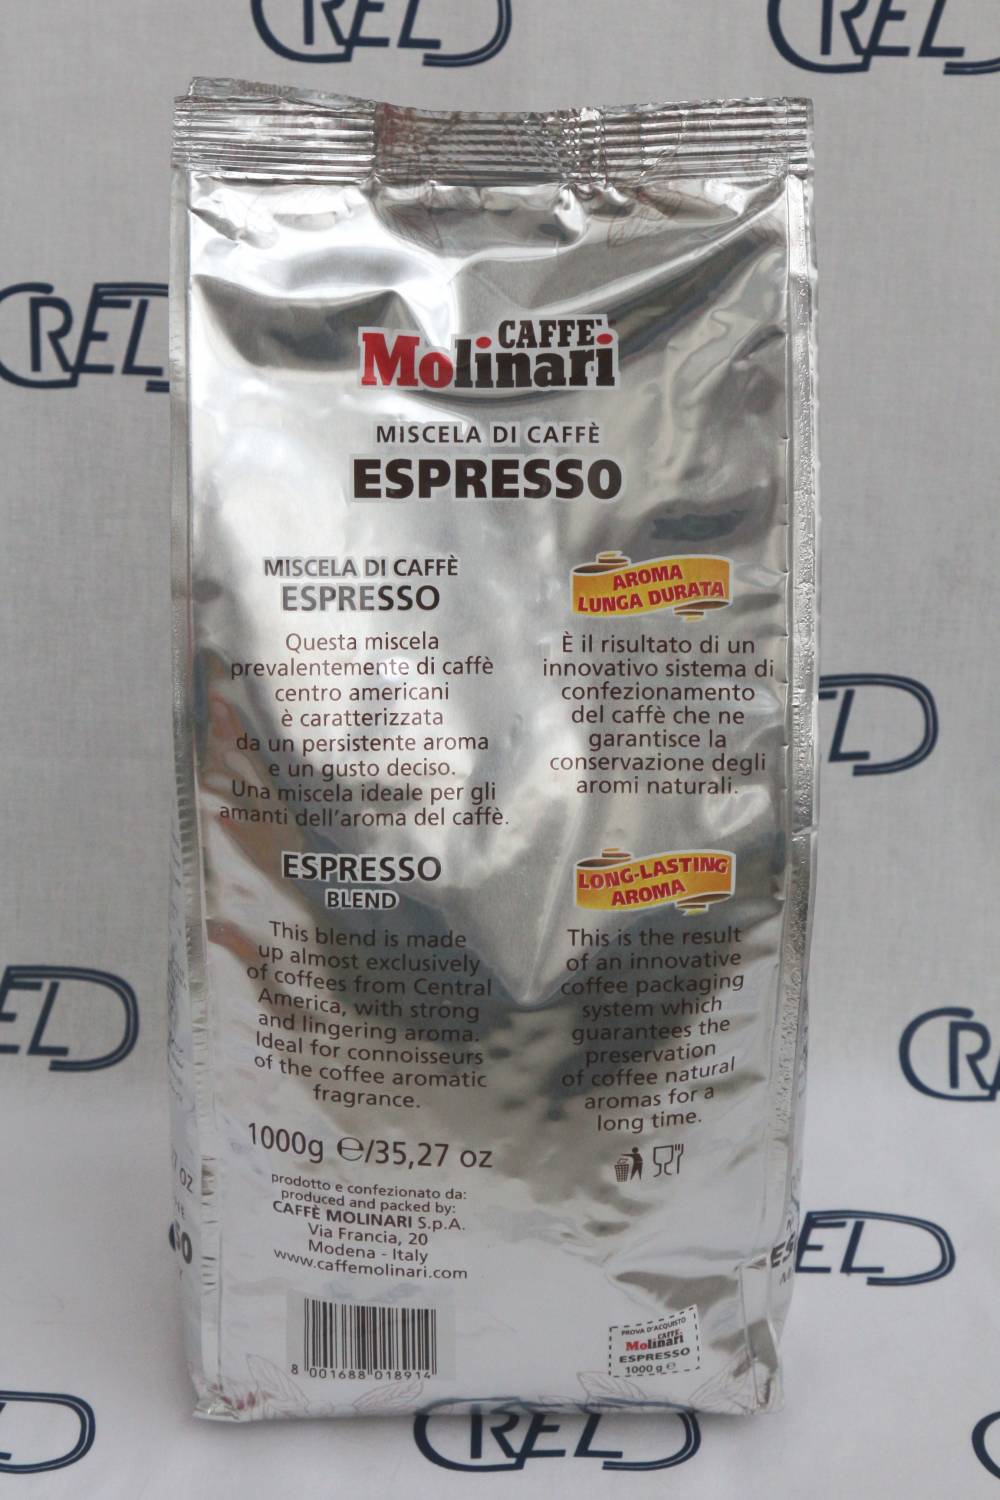 CREL
CREL
CREL
CAFFE'
Molinari
MISCELA DI CAFFÈ
ESPRESSO
MISCELA DI CAFFÈ
ESPRESSO
Questa miscela
prevalentemente di caffè
centro americani
è caratterizzata
da un persistente aroma
e un gusto deciso.
Una miscela ideale per gli
amanti dell'aroma del caffè.
ESPRESSO
BLEND
This blend is made
up almost exclusively
of coffees from Central
America, with strong
and lingering aroma.
Ideal for connoisseurs
of the coffee aromatic
fragrance.
1000g ℮/35,27 oz
prodotto e confezionato da:
produced and packed by:
CAFFÈ MOLINARI S.p.A.
Via Francia, 20
Modena - Italy
www.caffemolinari.com
8 001688 018914
AROMA
LUNGA DURATA
È il risultato di un
innovativo sistema di
confezionamento
del caffè che ne
garantisce la
conservazione degli
aromi naturali.
LONG-LASTING
AROMA
This is the result
of an innovative
coffee packaging
system which
guarantees the
preservation
of coffee natural
aromas for a
long time.
PROVA D'ACQUISTO
CAFFE'
Molinari
ESPRESSO
1000 g ℮
CREL